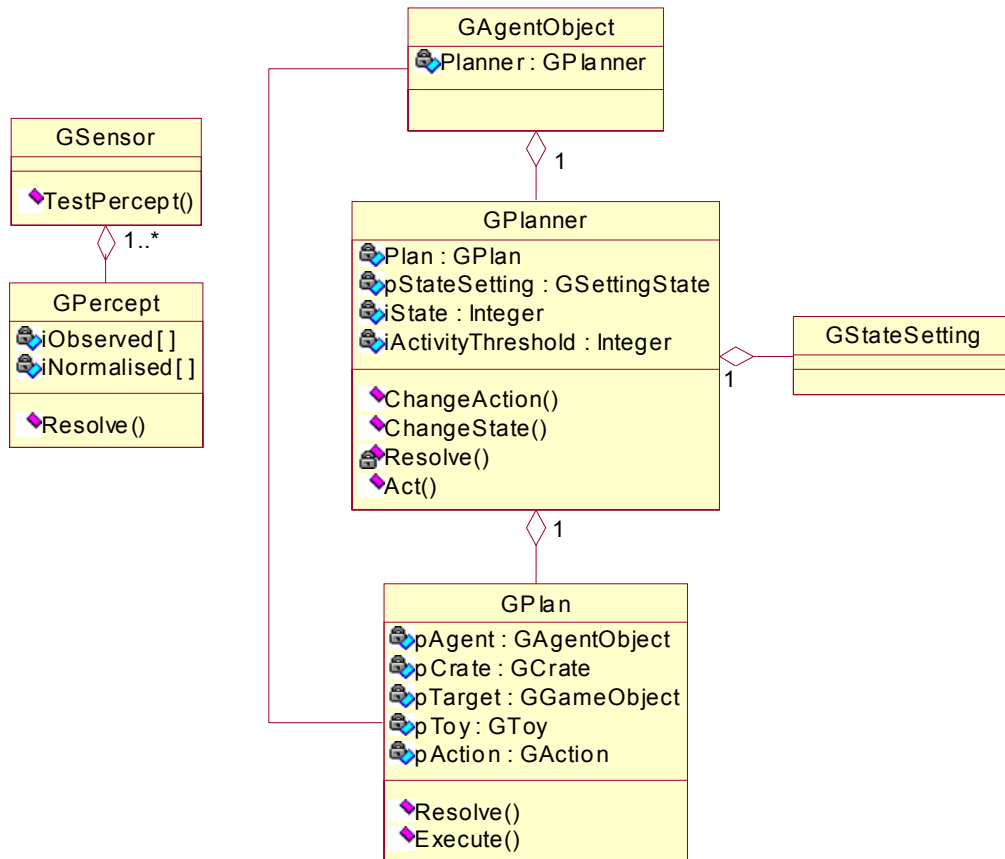 GAgentObject
Planner : GPlanner
1
GSensor
TestPercept()
1..*
GPercept
iObserved[ ]
iNormalised[ ]
Resolve()
GPlanner
Plan : GPlan
pStateSetting : GSettingState
iState : Integer
iActivityThreshold : Integer
ChangeAction()
ChangeState()
Resolve()
Act()
1
GStateSetting
1
GPlan
pAgent : GAgentObject
pCrate : GCrate
pTarget : GGameObject
pToy : GToy
pAction : GAction
Resolve()
Execute()